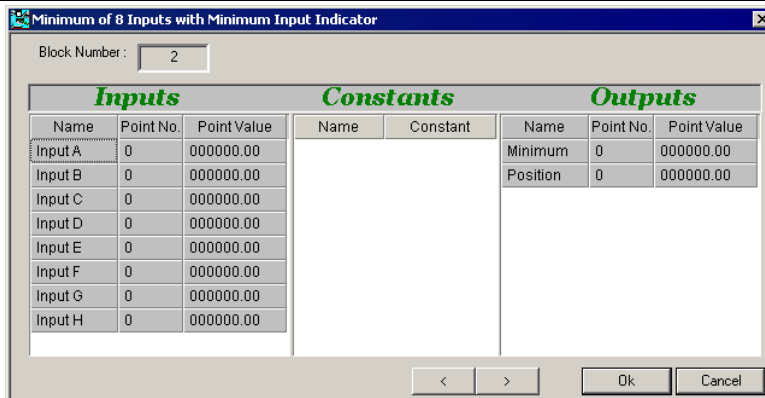 Minimum of 8 Inputs with Minimum Input Indicator
Block Number : 2
Inputs Constants Outputs
Name Point No. Point Value Name Constant Name Point No. Point Value
Input A 0 000000.00 Minimum 0 000000.00
Input B 0 000000.00 Position 0 000000.00
Input C 0 000000.00
Input D 0 000000.00
Input E 0 000000.00
Input F 0 000000.00
Input G 0 000000.00
Input H 0 000000.00
< > Ok Cancel